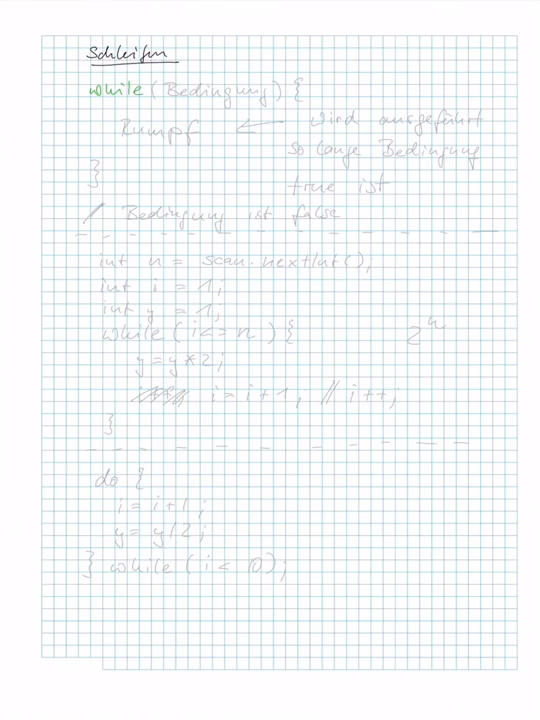 Schleifen
while (Bedingung) {
Rumpf ← wird ausgeführt
so lange Bedingung
} true ist
/ Bedingung ist false
int n = scan.nextInt();
int i = 1;
int y = 1;
while (i <= n) { 2^n
y = y * 2;
i = i + 1; // i++;
}
do {
i = i + 1;
y = y / 2;
} while (i < 10);